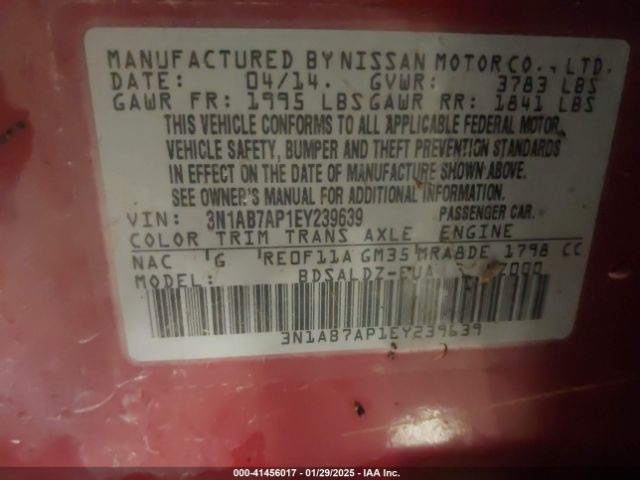 MANUFACTURED BY NISSAN MOTOR CO., LTD.
DATE: 04/14. GVWR: 3783 LBS
GAWR FR: 1995 LBS GAWR RR: 1841 LBS
THIS VEHICLE CONFORMS TO ALL APPLICABLE FEDERAL MOTOR
VEHICLE SAFETY, BUMPER AND THEFT PREVENTION STANDARDS
IN EFFECT ON THE DATE OF MANUFACTURE SHOWN ABOVE.
SEE OWNER'S MANUAL FOR ADDITIONAL INFORMATION.
VIN: 3N1AB7AP1EY239639 PASSENGER CAR.
COLOR TRIM TRANS AXLE ENGINE
NAC G RE0F11A GM35 MRA8DE 1798 CC
MODEL: BDSALDZ-EUA
3N1AB7AP1EY239639
000-41456017 - 01/29/2025 - IAA Inc.